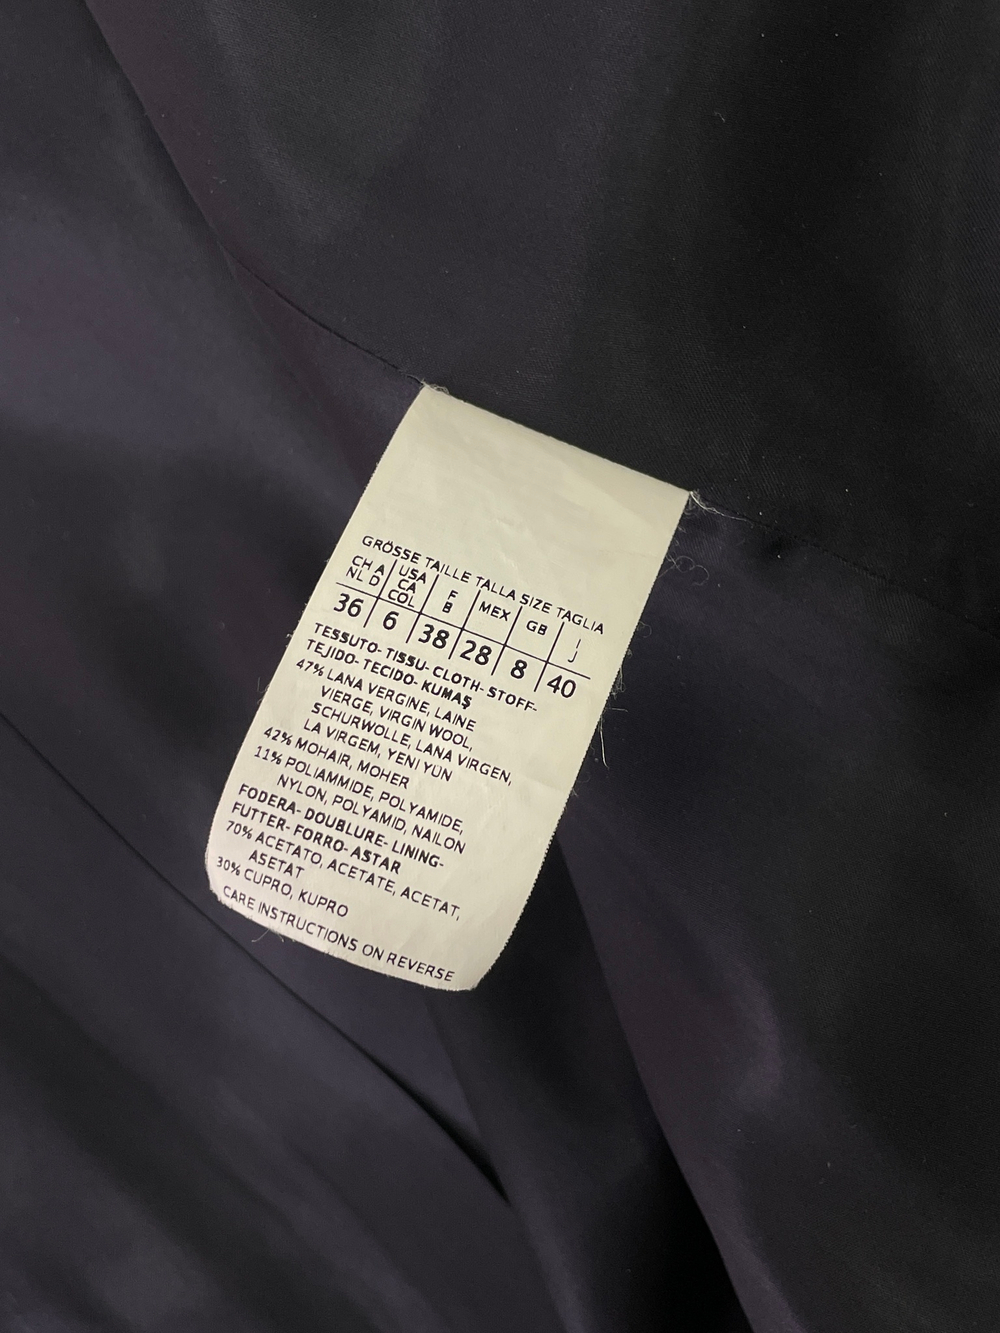 GRÖSSE TAILLE TALLA SIZE TAGLIA
CH A NL D USA CA COL F B MEX GB I J
36 6 38 28 8 40
TESSUTO- TISSU- CLOTH- STOFF-
TEJIDO- TECIDO- KUMAŞ
47% LANA VERGINE, LAINE
VIERGE, VIRGIN WOOL,
SCHURWOLLE, LANA VIRGEN,
LA VIRGEM, YENI YÜN
42% MOHAIR, MOHER
11% POLIAMMIDE, POLYAMIDE,
NYLON, POLYAMID, NAILON
FODERA- DOUBLURE- LINING-
FUTTER- FORRO- ASTAR
70% ACETATO, ACETATE, ACETAT,
ASETAT
30% CUPRO, KUPRO
CARE INSTRUCTIONS ON REVERSE